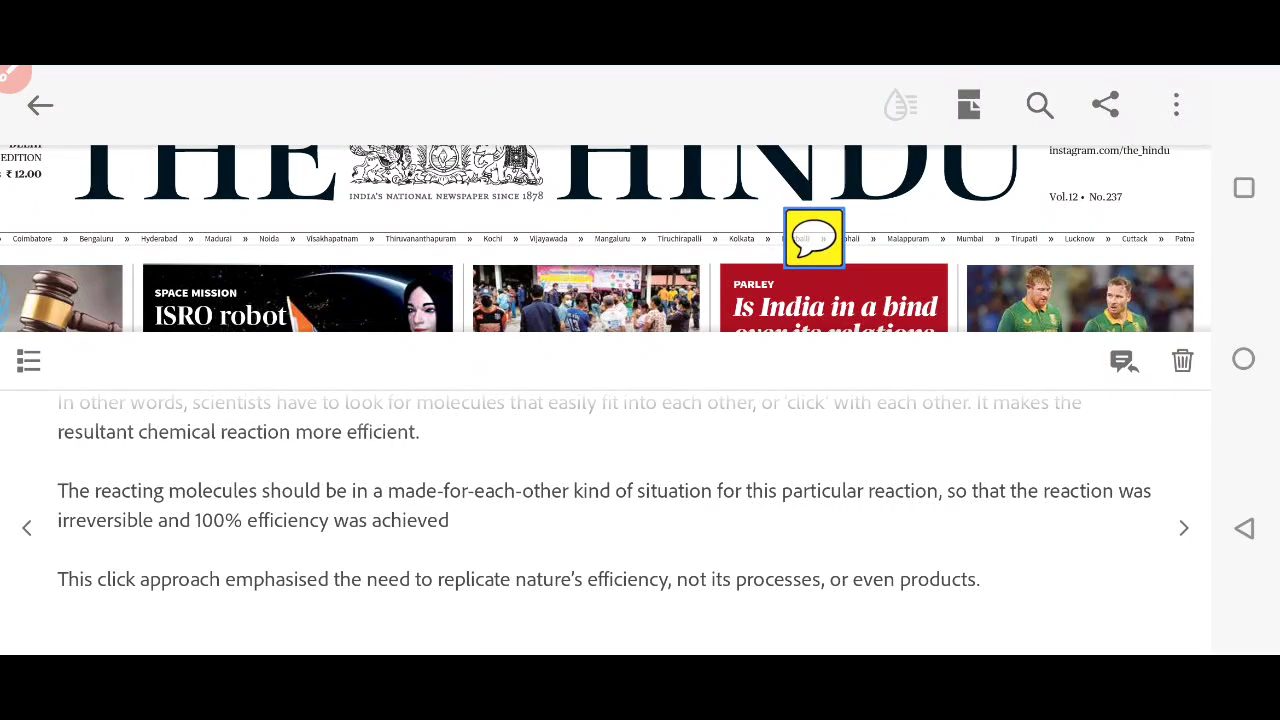 DELHI
EDITION
₹ 12.00
THE HINDU
INDIA'S NATIONAL NEWSPAPER SINCE 1878
instagram.com/the_hindu
Vol.12 • No.237
Coimbatore » Bengaluru » Hyderabad » Madurai » Noida » Visakhapatnam » Thiruvananthapuram » Kochi » Vijayawada » Mangaluru » Tiruchirapalli » Kolkata » » Malappuram » Mumbai » Tirupati » Lucknow » Cuttack » Patna
SPACE MISSION
ISRO robot
PARLEY
Is India in a bind
over its relations
In other words, scientists have to look for molecules that easily fit into each other, or 'click' with each other. It makes the
resultant chemical reaction more efficient.
The reacting molecules should be in a made-for-each-other kind of situation for this particular reaction, so that the reaction was
irreversible and 100% efficiency was achieved
This click approach emphasised the need to replicate nature's efficiency, not its processes, or even products.